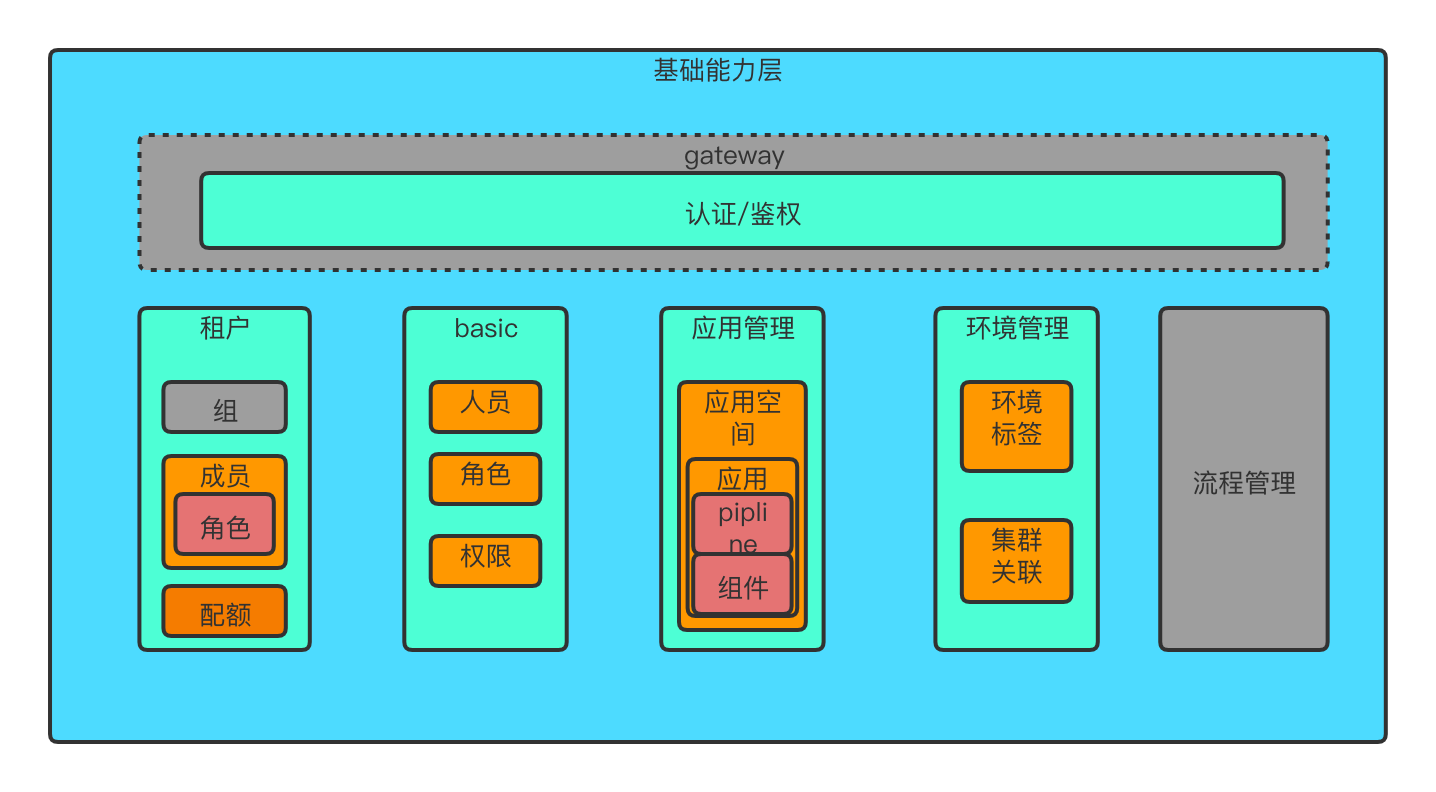 基础能力层
gateway
认证/鉴权
租户
组
成员
角色
配额
basic
人员
角色
权限
应用管理
应用空
间
应用
pipli
ne
组件
环境管理
环境
标签
集群
关联
流程管理